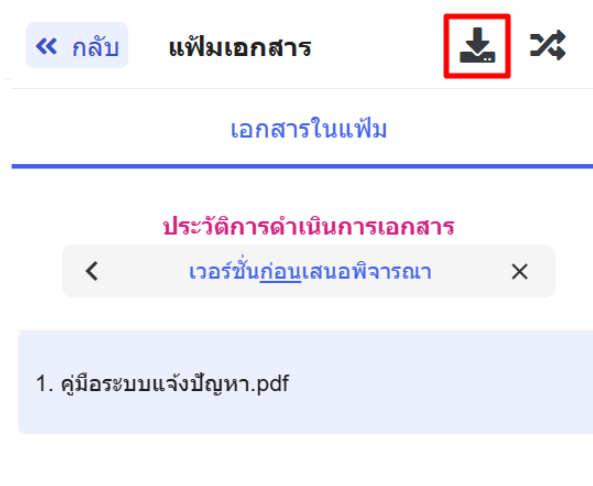 กลับ แฟ้มเอกสาร
เอกสารในแฟ้ม
ประวัติการดำเนินการเอกสาร
เวอร์ชั่นก่อนเสนอพิจารณา
1. คู่มือระบบแจ้งปัญหา.pdf